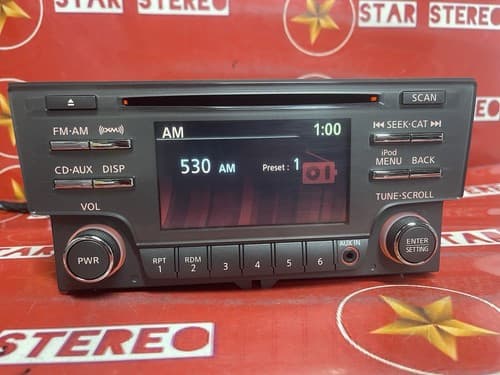 STAR STEREO
STAR STEREO
SCAN
FM·AM (XM)
AM 1:00
SEEK·CAT
530 AM Preset : 1
CD·AUX DISP
iPod
MENU BACK
VOL
TUNE·SCROLL
PWR
ENTER
SETTING
AUX IN
RPT
1
RDM
2
3 4 5 6
STEREO
STAR